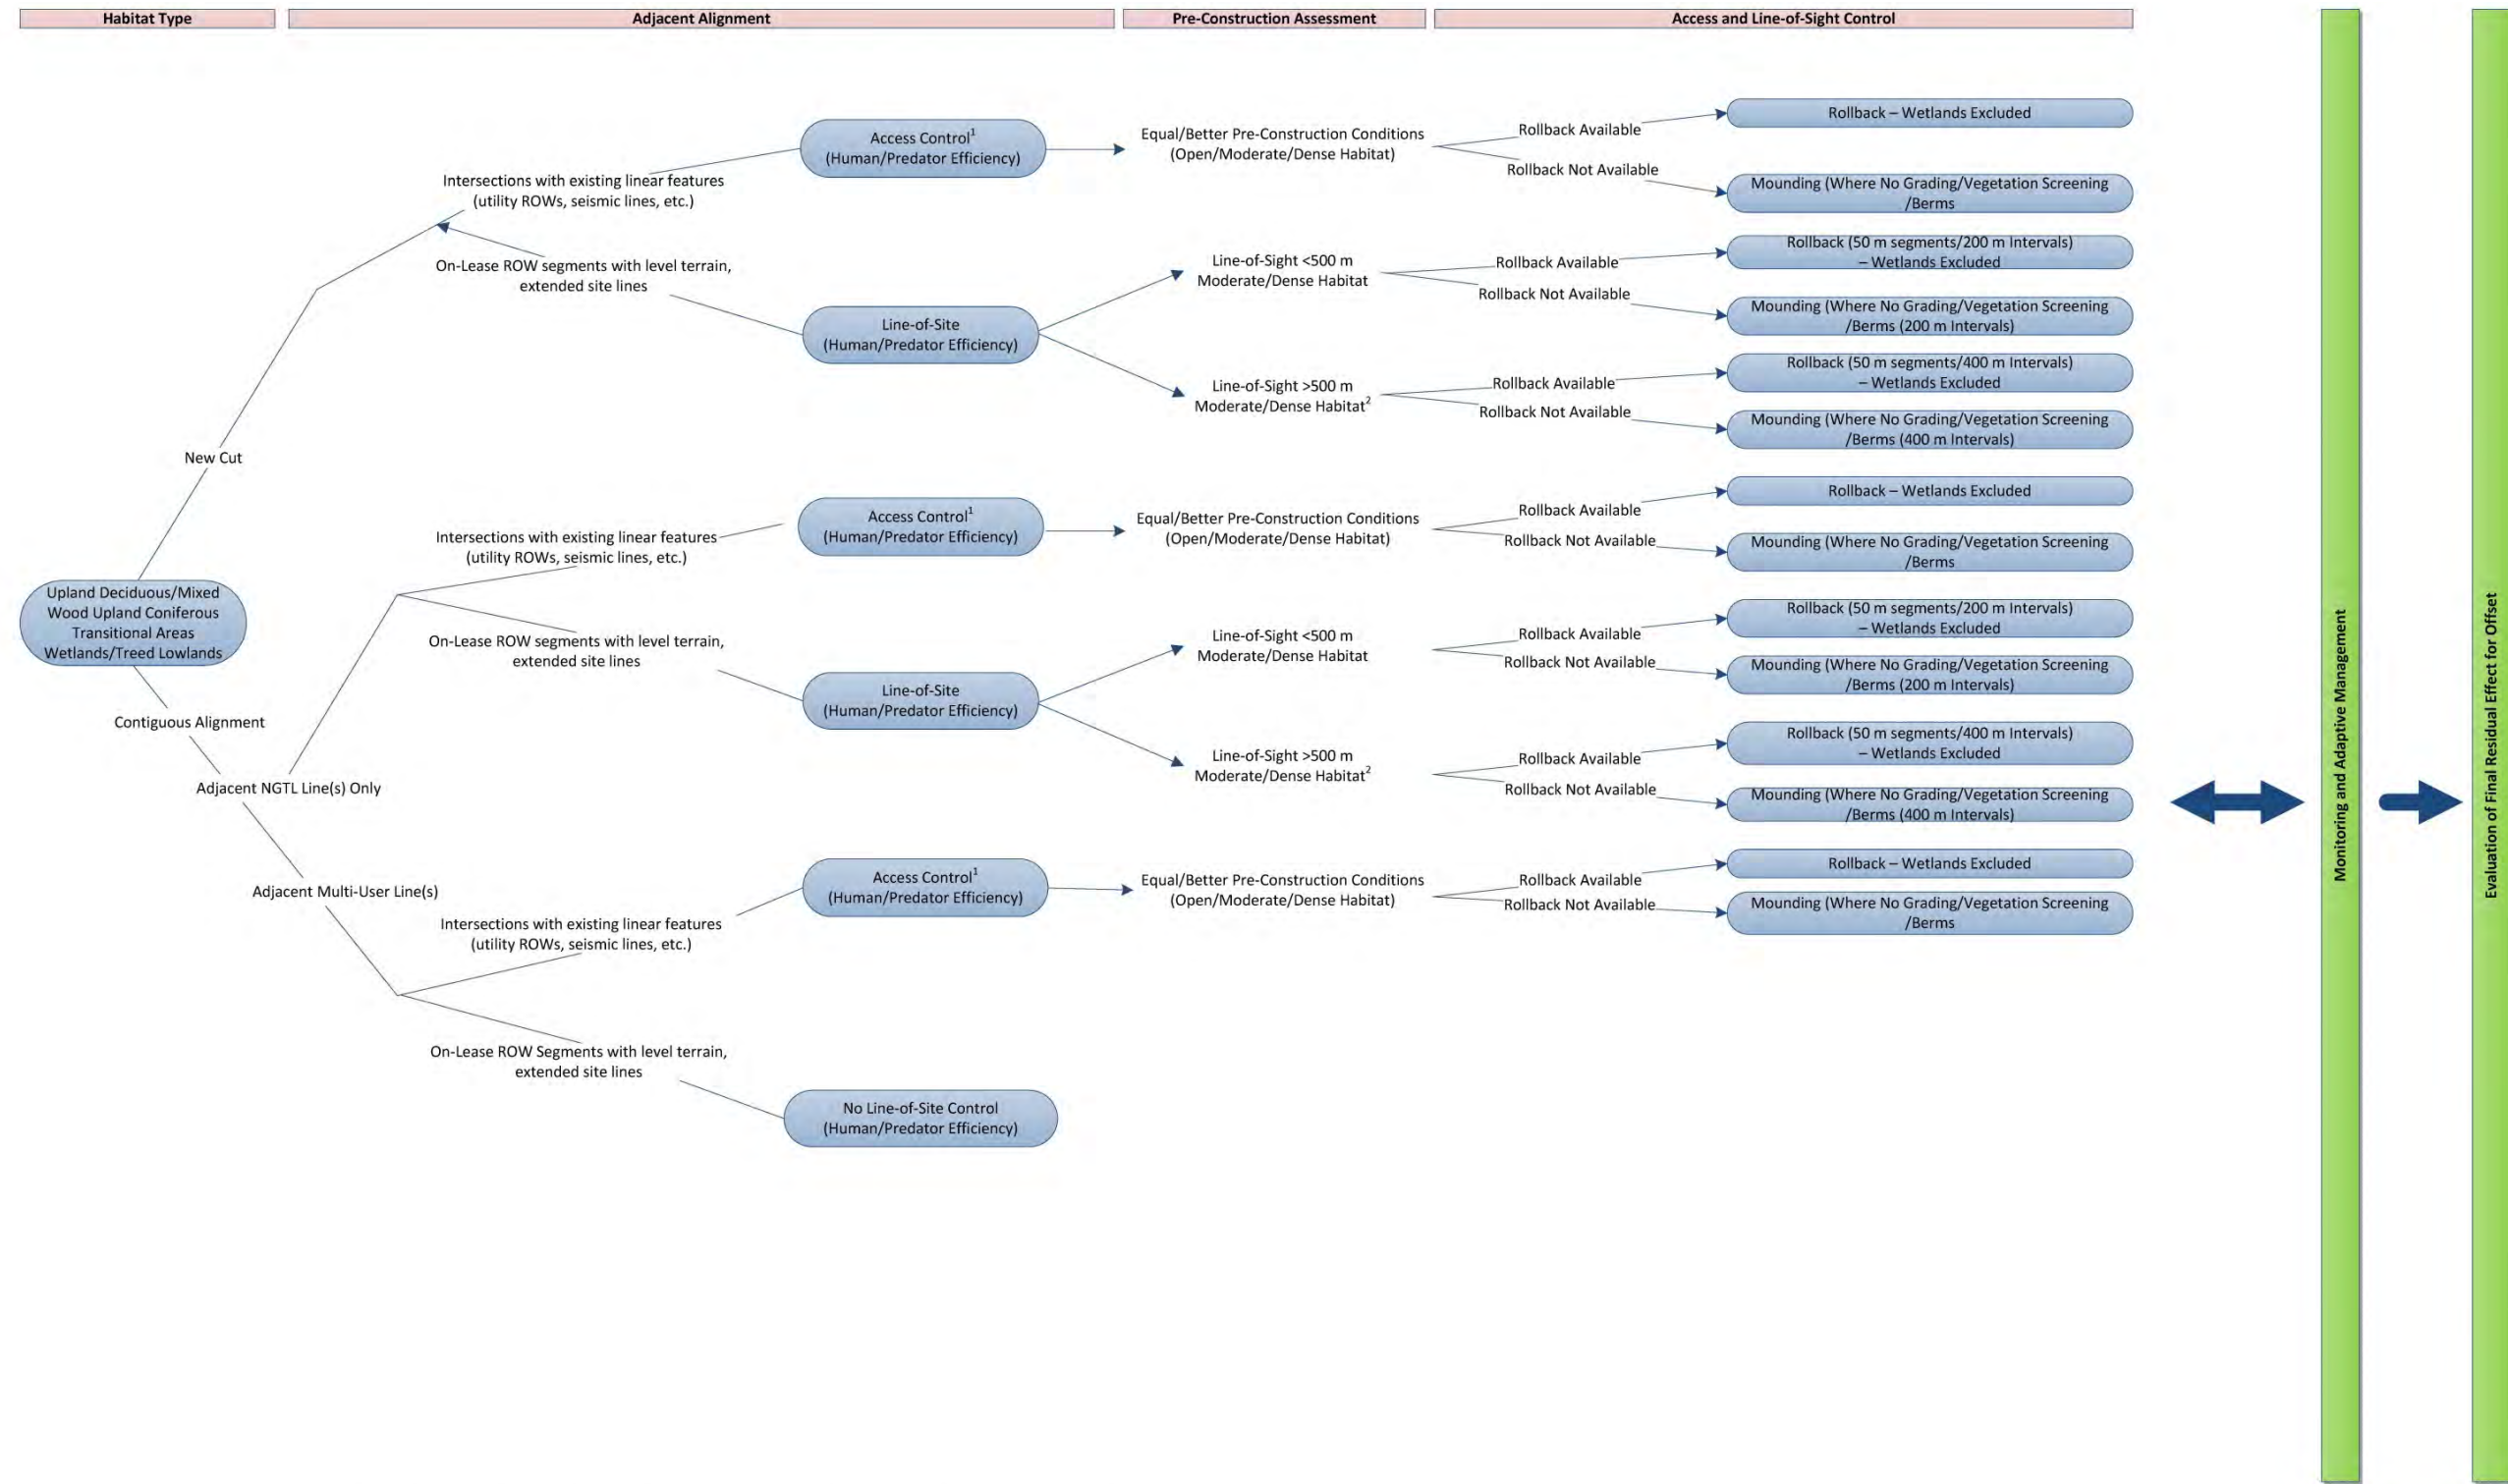 Habitat Type
Adjacent Alignment
Pre-Construction Assessment
Access and Line-of-Sight Control
Upland Deciduous/Mixed
Wood Upland Coniferous
Transitional Areas
Wetlands/Treed Lowlands
New Cut
Intersections with existing linear features
(utility ROWs, seismic lines, etc.)
Access Control¹
(Human/Predator Efficiency)
Equal/Better Pre-Construction Conditions
(Open/Moderate/Dense Habitat)
Rollback Available
Rollback – Wetlands Excluded
Rollback Not Available
Mounding (Where No Grading/Vegetation Screening
/Berms
On-Lease ROW segments with level terrain,
extended site lines
Line-of-Site
(Human/Predator Efficiency)
Line-of-Sight <500 m
Moderate/Dense Habitat
Rollback Available
Rollback (50 m segments/200 m Intervals)
– Wetlands Excluded
Rollback Not Available
Mounding (Where No Grading/Vegetation Screening
/Berms (200 m Intervals)
Line-of-Sight >500 m
Moderate/Dense Habitat²
Rollback Available
Rollback (50 m segments/400 m Intervals)
– Wetlands Excluded
Rollback Not Available
Mounding (Where No Grading/Vegetation Screening
/Berms (400 m Intervals)
Contiguous Alignment
Adjacent NGTL Line(s) Only
Intersections with existing linear features
(utility ROWs, seismic lines, etc.)
Access Control¹
(Human/Predator Efficiency)
Equal/Better Pre-Construction Conditions
(Open/Moderate/Dense Habitat)
Rollback Available
Rollback – Wetlands Excluded
Rollback Not Available
Mounding (Where No Grading/Vegetation Screening
/Berms
On-Lease ROW segments with level terrain,
extended site lines
Line-of-Site
(Human/Predator Efficiency)
Line-of-Sight <500 m
Moderate/Dense Habitat
Rollback Available
Rollback (50 m segments/200 m Intervals)
– Wetlands Excluded
Rollback Not Available
Mounding (Where No Grading/Vegetation Screening
/Berms (200 m Intervals)
Line-of-Sight >500 m
Moderate/Dense Habitat²
Rollback Available
Rollback (50 m segments/400 m Intervals)
– Wetlands Excluded
Rollback Not Available
Mounding (Where No Grading/Vegetation Screening
/Berms (400 m Intervals)
Adjacent Multi-User Line(s)
Intersections with existing linear features
(utility ROWs, seismic lines, etc.)
Access Control¹
(Human/Predator Efficiency)
Equal/Better Pre-Construction Conditions
(Open/Moderate/Dense Habitat)
Rollback Available
Rollback – Wetlands Excluded
Rollback Not Available
Mounding (Where No Grading/Vegetation Screening
/Berms
On-Lease ROW Segments with level terrain,
extended site lines
No Line-of-Site Control
(Human/Predator Efficiency)
Monitoring and Adaptive Management
Evaluation of Final Residual Effect for Offset